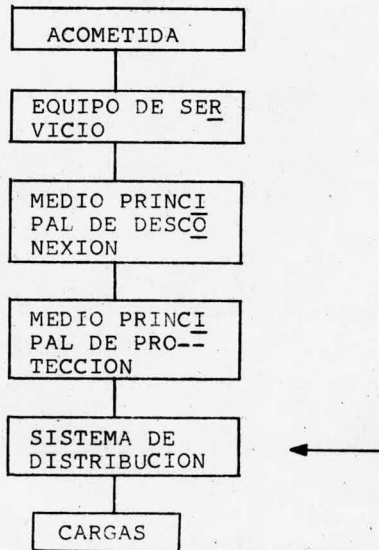 ACOMETIDA
EQUIPO DE SER
VICIO
MEDIO PRINCI
PAL DE DESCO
NEXION
MEDIO PRINCI
PAL DE PRO--
TECCION
SISTEMA DE
DISTRIBUCION
CARGAS